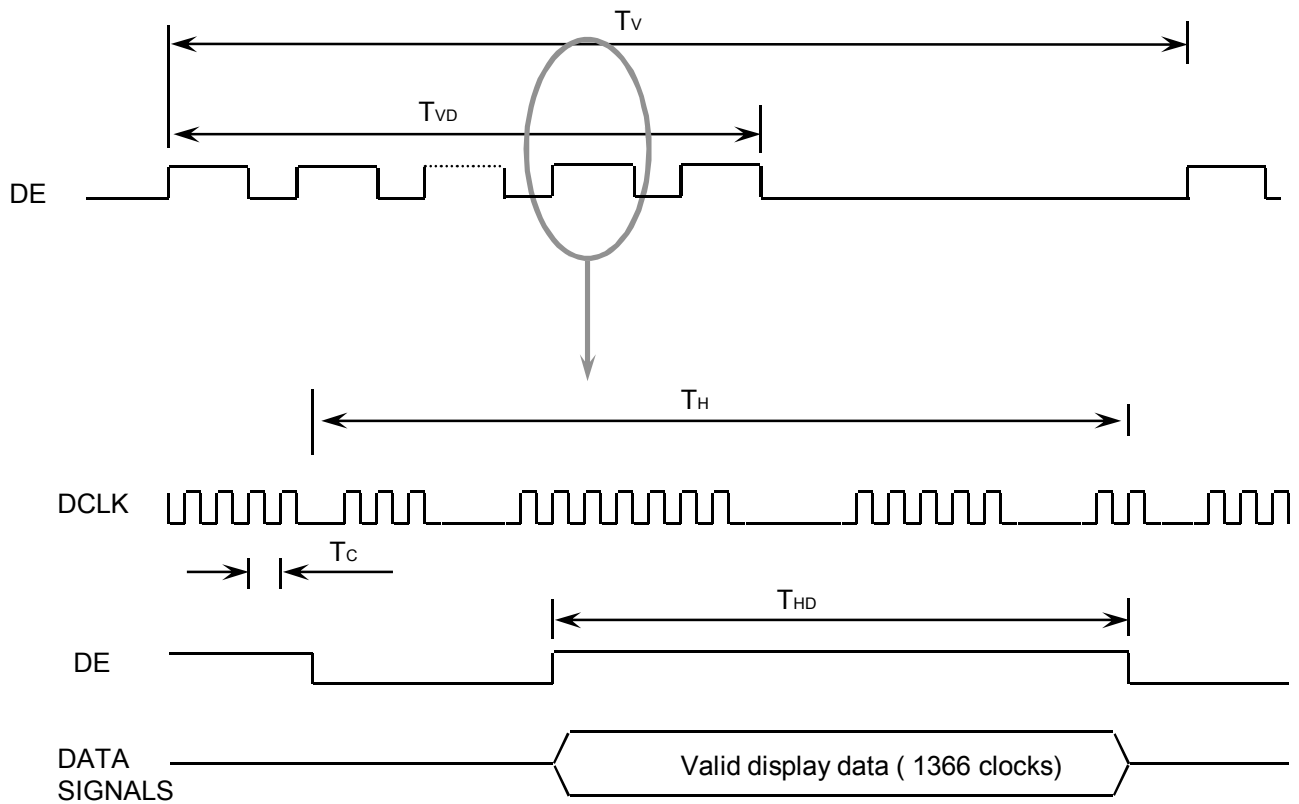 TV
TVD
DE
TH
DCLK
TC
THD
DE
DATA
SIGNALS
Valid display data ( 1366 clocks)